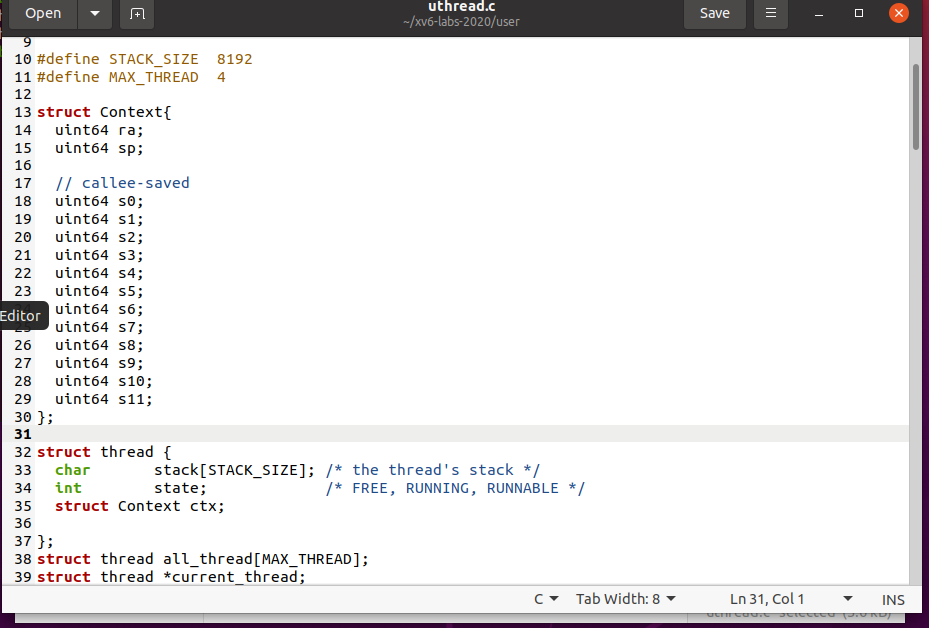 Open
uthread.c
~/xv6-labs-2020/user
Save
9
10 #define STACK_SIZE  8192
11 #define MAX_THREAD  4
12
13 struct Context{
14   uint64 ra;
15   uint64 sp;
16
17   // callee-saved
18   uint64 s0;
19   uint64 s1;
20   uint64 s2;
21   uint64 s3;
22   uint64 s4;
23   uint64 s5;
Editor
uint64 s6;
25   uint64 s7;
26   uint64 s8;
27   uint64 s9;
28   uint64 s10;
29   uint64 s11;
30 };
31
32 struct thread {
33   char       stack[STACK_SIZE]; /* the thread's stack */
34   int        state;             /* FREE, RUNNING, RUNNABLE */
35   struct Context ctx;
36
37 };
38 struct thread all_thread[MAX_THREAD];
39 struct thread *current_thread;
C
Tab Width: 8
Ln 31, Col 1
INS